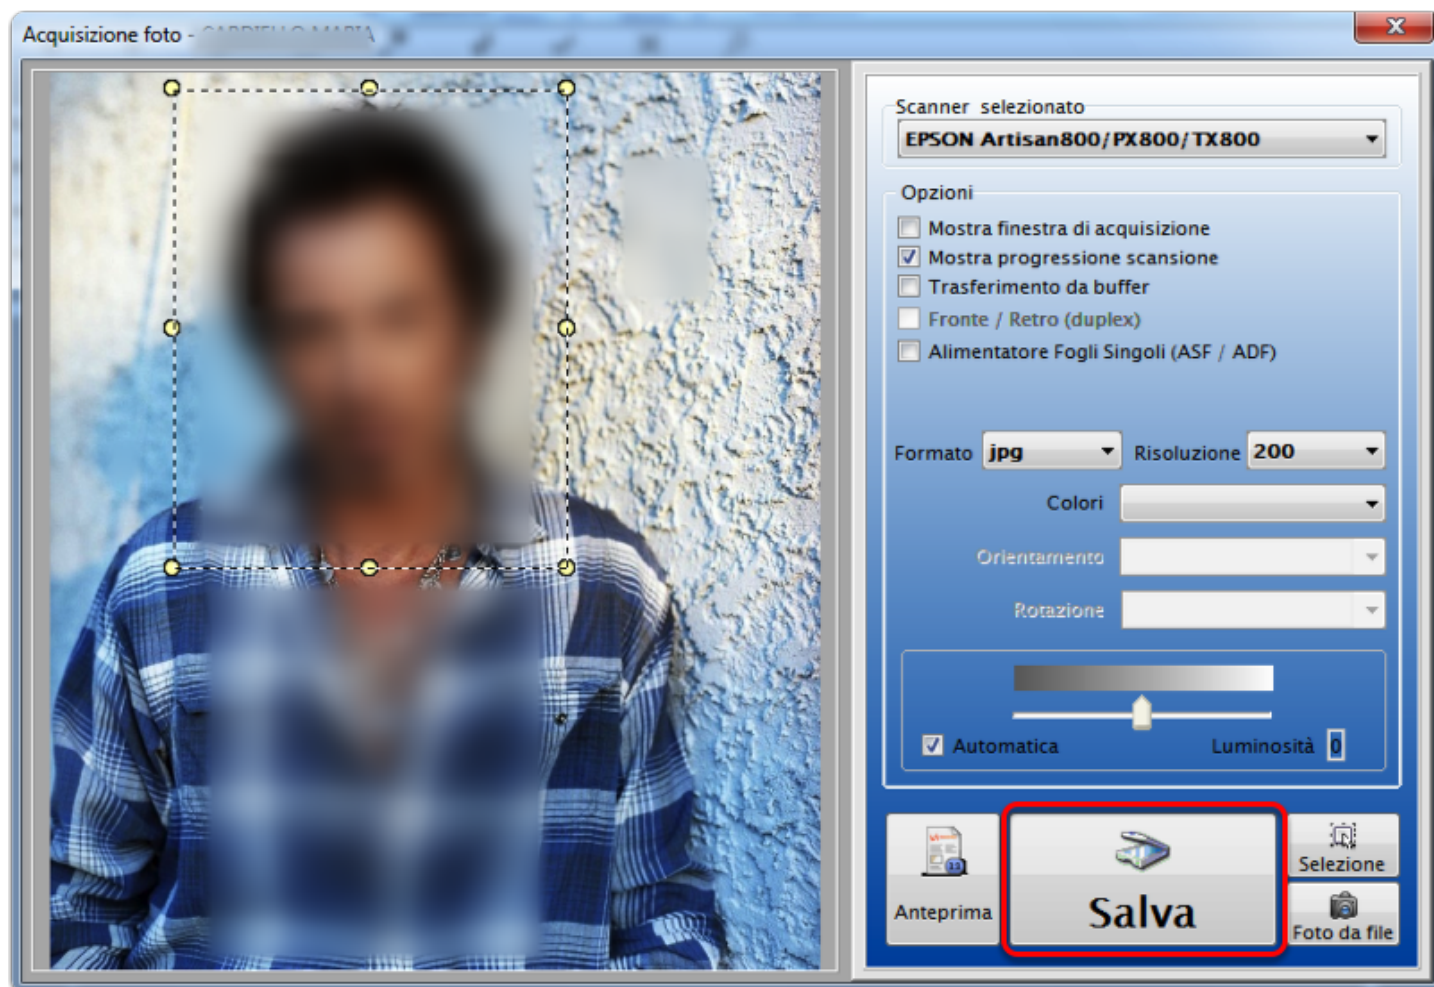 Acquisizione foto -
Scanner selezionato
EPSON Artisan800/PX800/TX800
Opzioni
Mostra finestra di acquisizione
Mostra progressione scansione
Trasferimento da buffer
Fronte / Retro (duplex)
Alimentatore Fogli Singoli (ASF / ADF)
Formato jpg Risoluzione 200
Colori
Orientamento
Rotazione
Automatica Luminosità 0
Anteprima
Salva
Selezione
Foto da file